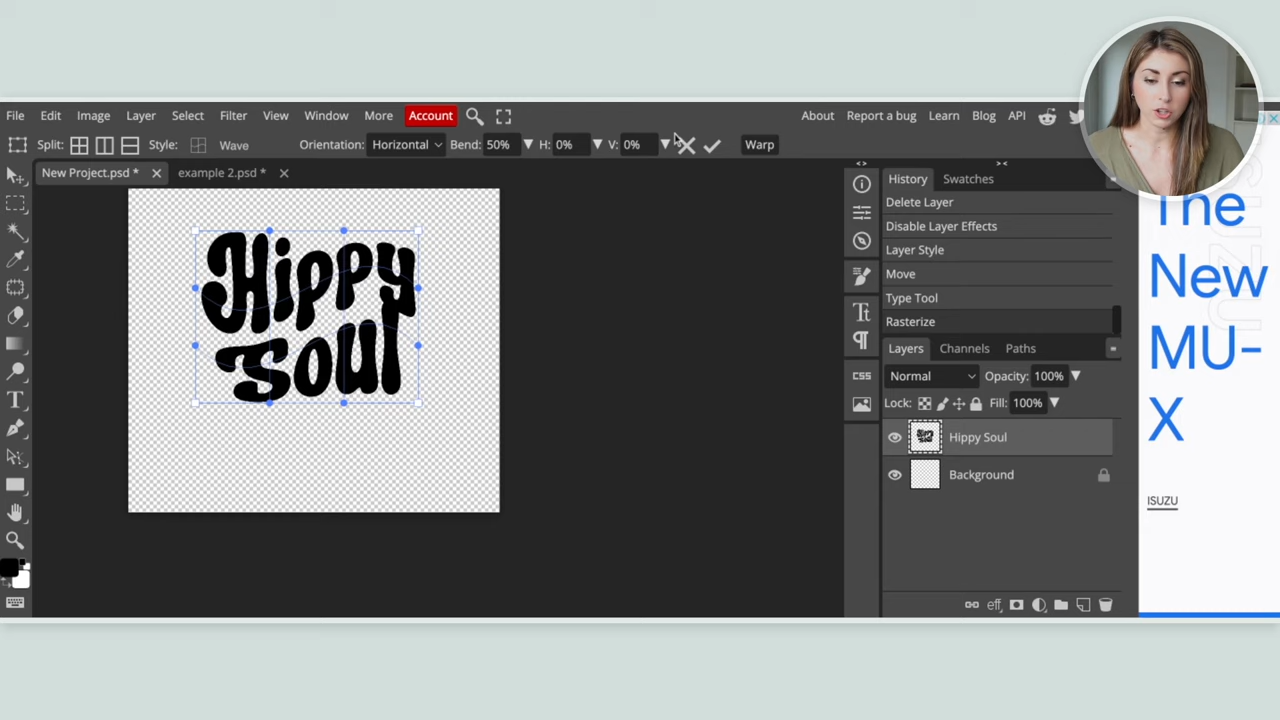 File Edit Image Layer Select Filter View Window More Account About Report a bug Learn Blog API
Split: Style: Wave Orientation: Horizontal Bend: 50% H: 0% V: 0% Warp
New Project.psd * example 2.psd *
Hippy
Soul
Tt
CSS
History Swatches
Delete Layer
Disable Layer Effects
Layer Style
Move
Type Tool
Rasterize
Layers Channels Paths
Normal Opacity: 100%
Lock: Fill: 100%
Hippy Soul
Background
eff
The
New
MU-
X
ISUZU